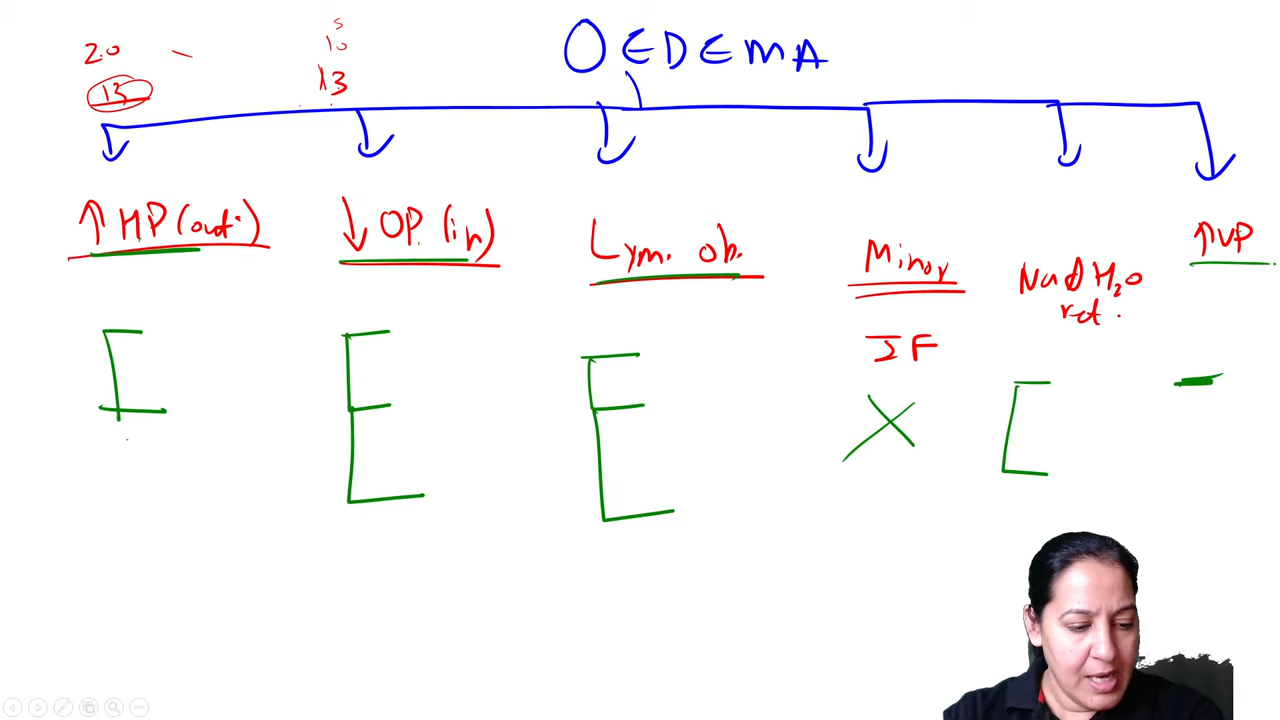 OEDEMA
20
13
5
10
13
↑ HP (out)
↓ OP (in)
Lym. ob.
Minor
IF
Na H₂O
ret.
↑VP